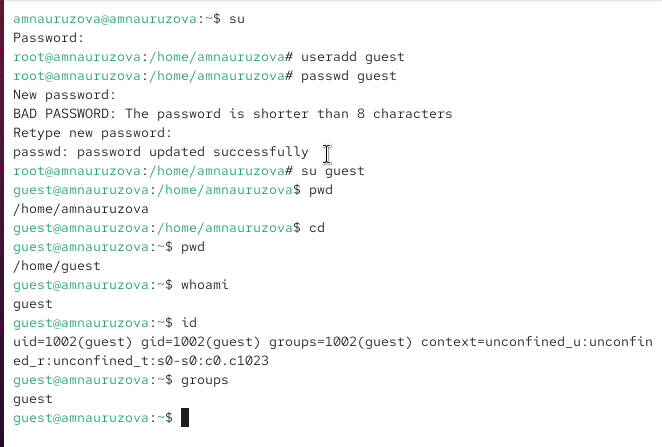 amnauruzova@amnauruzova:~$ su
Password:
root@amnauruzova:/home/amnauruzova# useradd guest
root@amnauruzova:/home/amnauruzova# passwd guest
New password:
BAD PASSWORD: The password is shorter than 8 characters
Retype new password:
passwd: password updated successfully
root@amnauruzova:/home/amnauruzova# su guest
guest@amnauruzova:/home/amnauruzova$ pwd
/home/amnauruzova
guest@amnauruzova:/home/amnauruzova$ cd
guest@amnauruzova:~$ pwd
/home/guest
guest@amnauruzova:~$ whoami
guest
guest@amnauruzova:~$ id
uid=1002(guest) gid=1002(guest) groups=1002(guest) context=unconfined_u:unconfin
ed_r:unconfined_t:s0-s0:c0.c1023
guest@amnauruzova:~$ groups
guest
guest@amnauruzova:~$